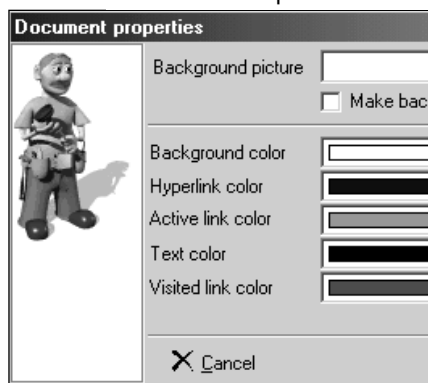 Document properties
Background picture
Make bac
Background color
Hyperlink color
Active link color
Text color
Visited link color
Cancel